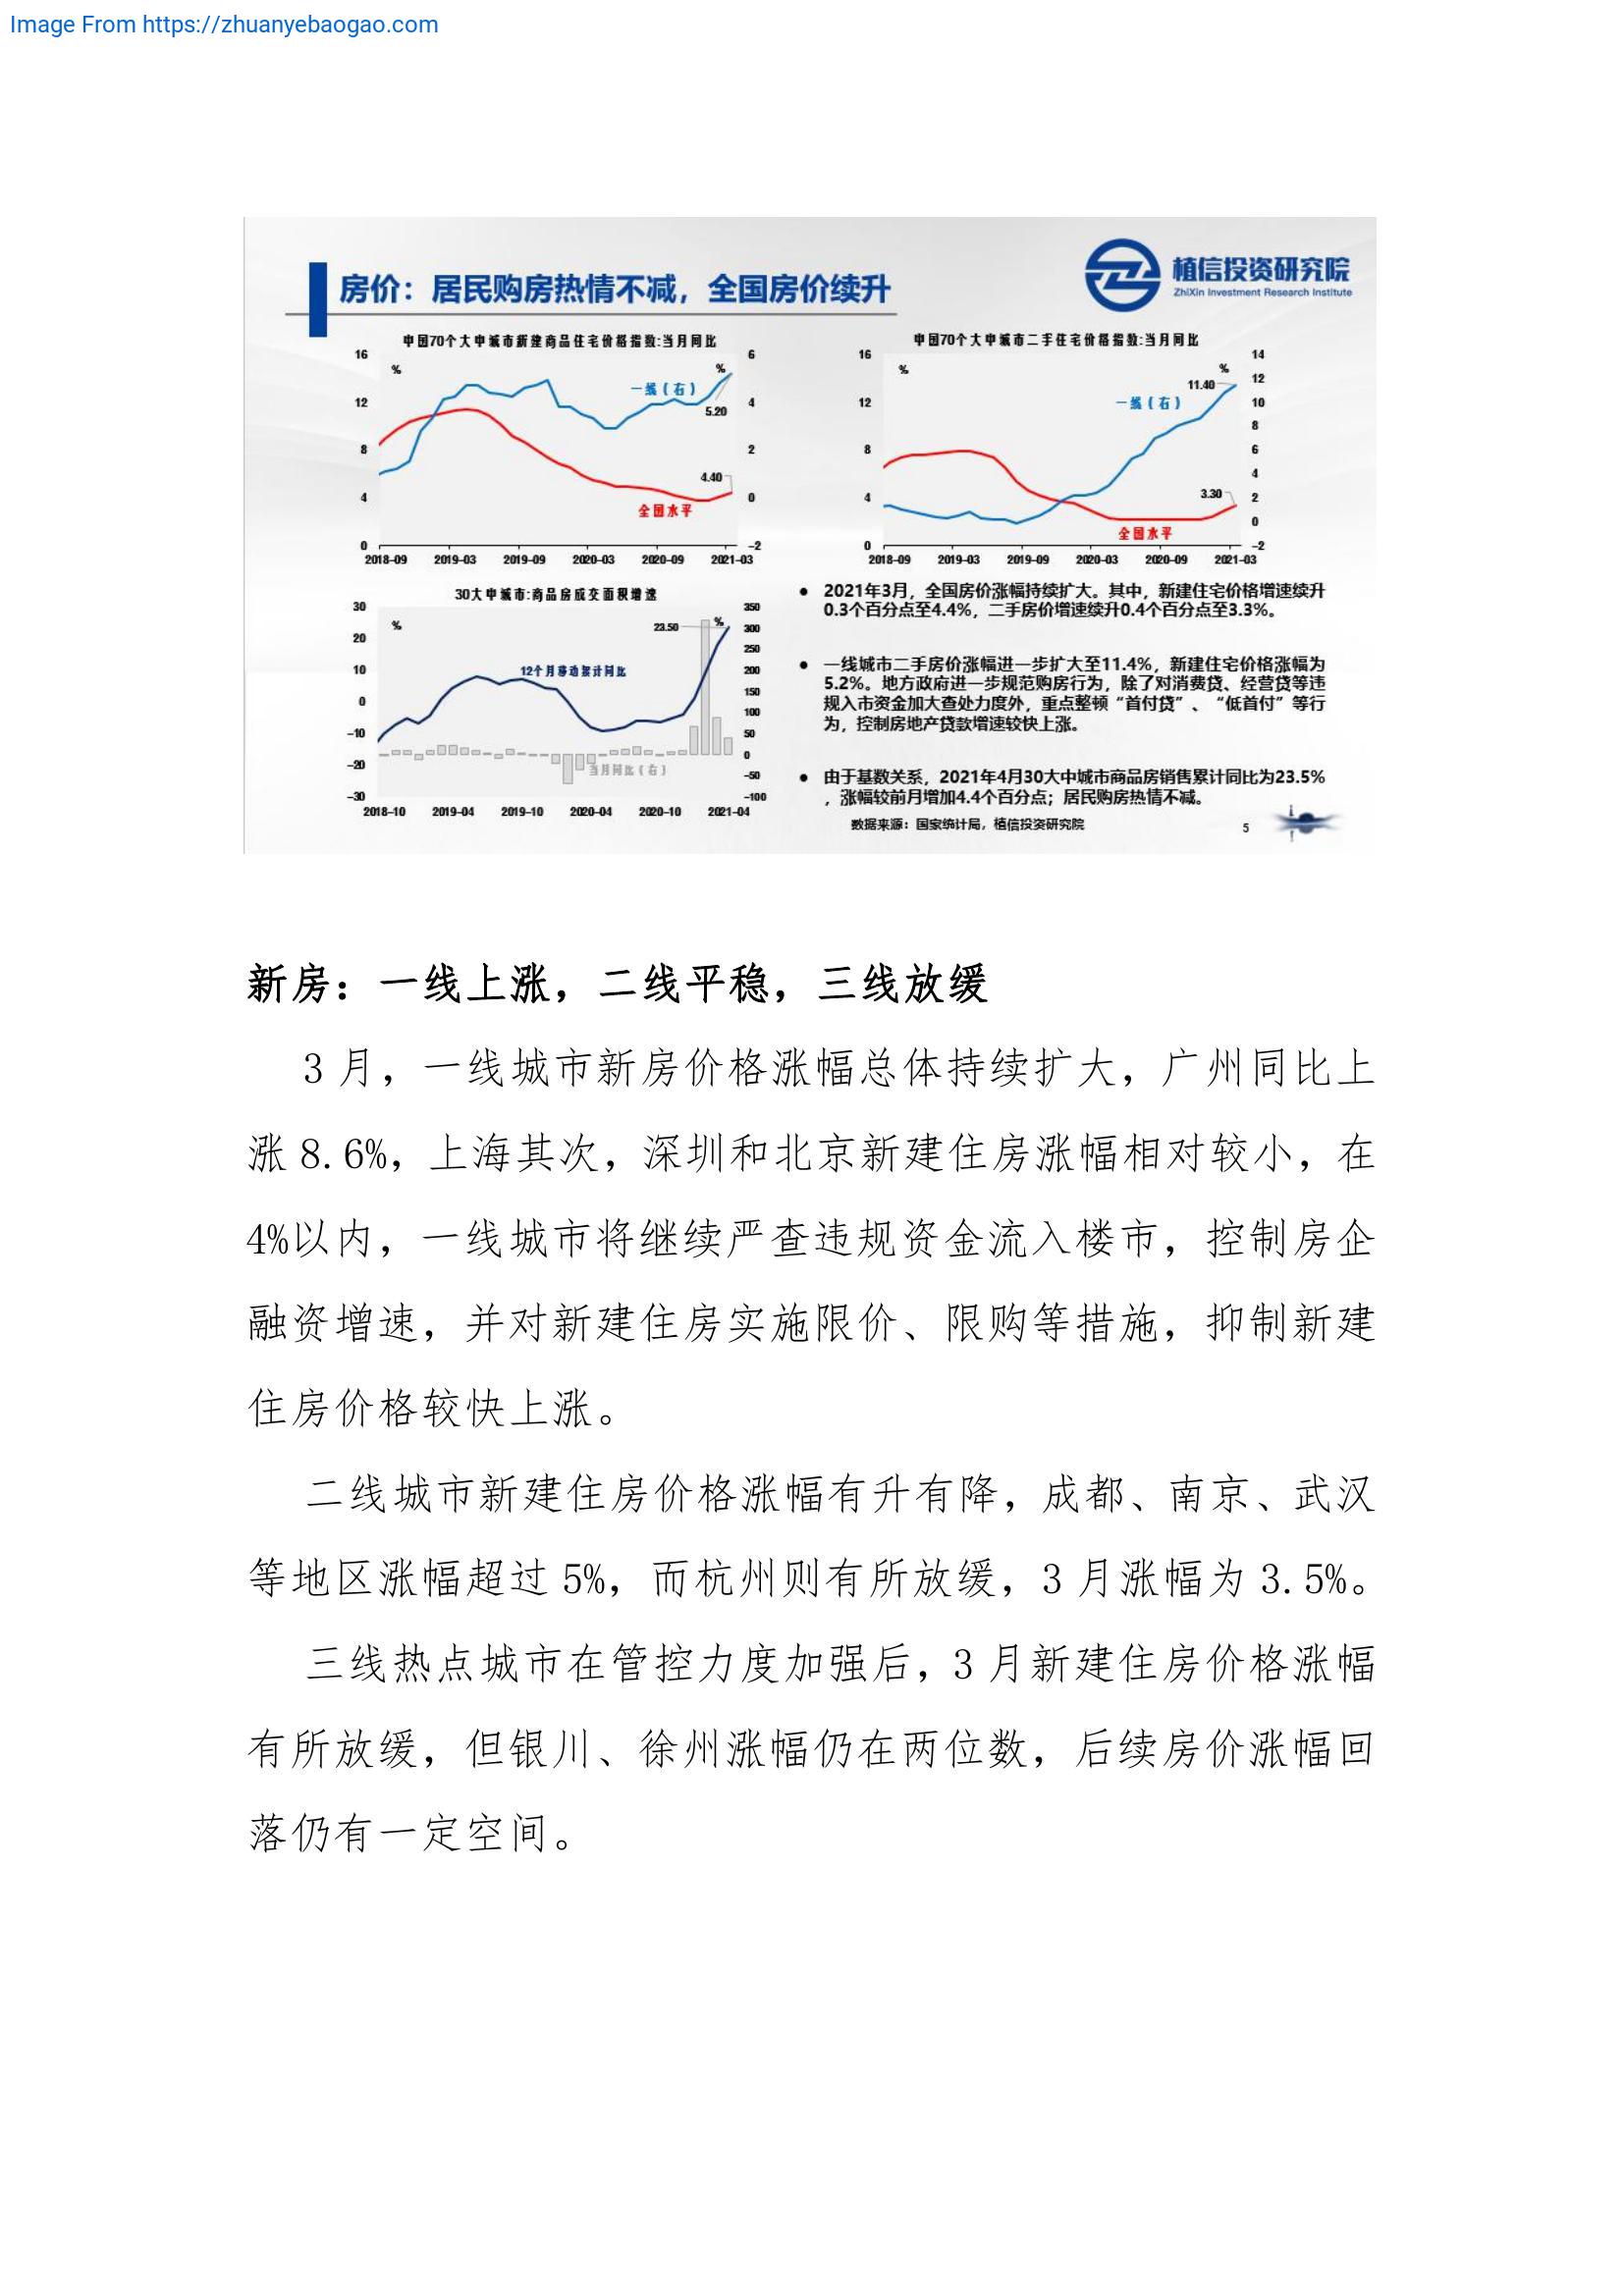 Image From https://zhuanyebaogao.com
植信投资研究院
ZhiXin Investment Research Institute
房价：居民购房热情不减，全国房价续升
中国70个大中城市新建商品住宅价格指数:当月同比
16
12
8
4
0
%
%
6
4
2
0
-2
一线（右）
5.20
4.40
全国水平
2018-09 2019-03 2019-09 2020-03 2020-09 2021-03
中国70个大中城市二手住宅价格指数:当月同比
16
12
8
4
0
%
%
14
12
10
8
6
4
2
0
-2
11.40
一线（右）
3.30
全国水平
2018-09 2019-03 2019-09 2020-03 2020-09 2021-03
30大中城市:商品房成交面积增速
30
20
10
0
-10
-20
-30
%
%
350
300
250
200
150
100
50
0
-50
-100
23.50
12个月移动累计同比
当月同比（右）
2018-10 2019-04 2019-10 2020-04 2020-10 2021-04
● 2021年3月，全国房价涨幅持续扩大。其中，新建住宅价格增速续升
0.3个百分点至4.4%，二手房价增速续升0.4个百分点至3.3%。
● 一线城市二手房价涨幅进一步扩大至11.4%，新建住宅价格涨幅为
5.2%。地方政府进一步规范购房行为，除了对消费贷、经营贷等违
规入市资金加大查处力度外，重点整顿“首付贷”、“低首付”等行
为，控制房地产贷款增速较快上涨。
● 由于基数关系，2021年4月30大中城市商品房销售累计同比为23.5%
，涨幅较前月增加4.4个百分点；居民购房热情不减。
数据来源：国家统计局，植信投资研究院
5
新房：一线上涨，二线平稳，三线放缓
3 月，一线城市新房价格涨幅总体持续扩大，广州同比上
涨 8.6%，上海其次，深圳和北京新建住房涨幅相对较小，在
4%以内，一线城市将继续严查违规资金流入楼市，控制房企
融资增速，并对新建住房实施限价、限购等措施，抑制新建
住房价格较快上涨。
二线城市新建住房价格涨幅有升有降，成都、南京、武汉
等地区涨幅超过 5%，而杭州则有所放缓，3 月涨幅为 3.5%。
三线热点城市在管控力度加强后，3 月新建住房价格涨幅
有所放缓，但银川、徐州涨幅仍在两位数，后续房价涨幅回
落仍有一定空间。